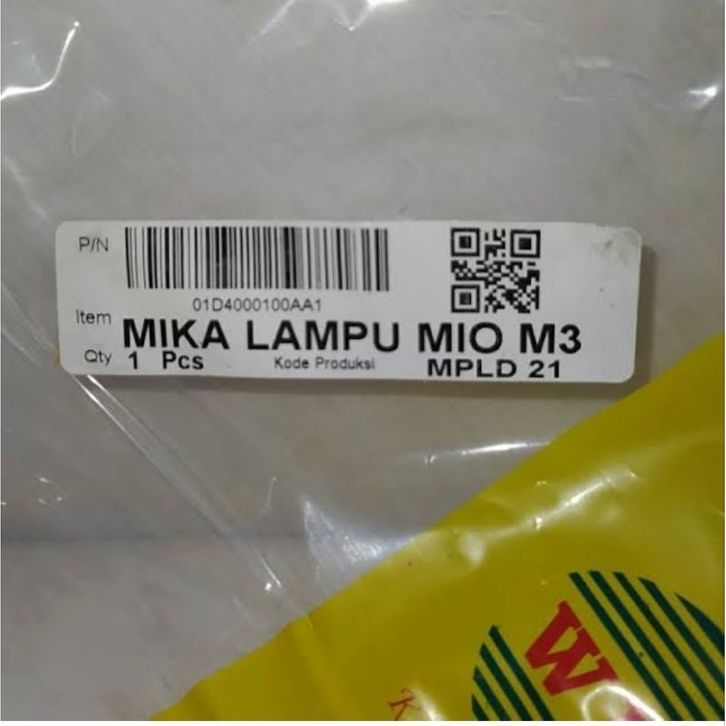 P/N
01D4000100AA1
Item MIKA LAMPU MIO M3
Qty 1 Pcs Kode Produksi MPLD 21